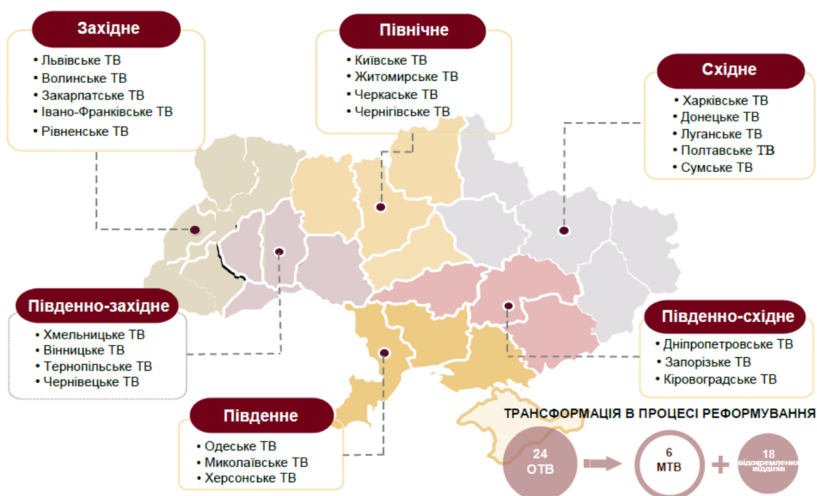 Західне
• Львівське ТВ
• Волинське ТВ
• Закарпатське ТВ
• Івано-Франківське ТВ
• Рівненське ТВ
Північне
• Київське ТВ
• Житомирське ТВ
• Черкаське ТВ
• Чернігівське ТВ
Східне
• Харківське ТВ
• Донецьке ТВ
• Луганське ТВ
• Полтавське ТВ
• Сумське ТВ
Південно-західне
• Хмельницьке ТВ
• Вінницьке ТВ
• Тернопільське ТВ
• Чернівецьке ТВ
Південно-східне
• Дніпропетровське ТВ
• Запорізьке ТВ
• Кіровоградське ТВ
Південне
• Одеське ТВ
• Миколаївське ТВ
• Херсонське ТВ
ТРАНСФОРМАЦІЯ В ПРОЦЕСІ РЕФОРМУВАННЯ
24
ОТВ
6
МТВ
18
відокремлених
відділів